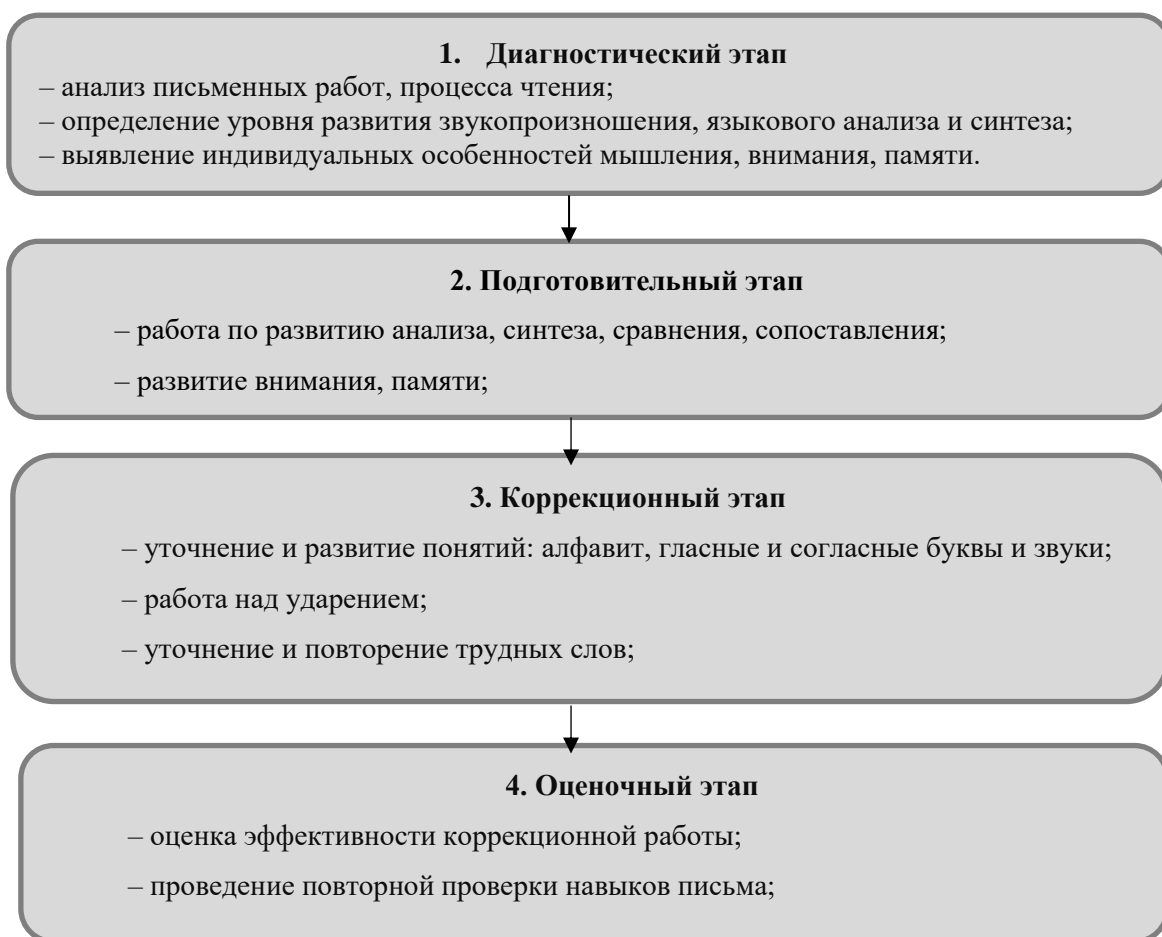 1. Диагностический этап
– анализ письменных работ, процесса чтения;
– определение уровня развития звукопроизношения, языкового анализа и синтеза;
– выявление индивидуальных особенностей мышления, внимания, памяти.
2. Подготовительный этап
– работа по развитию анализа, синтеза, сравнения, сопоставления;
– развитие внимания, памяти;
3. Коррекционный этап
– уточнение и развитие понятий: алфавит, гласные и согласные буквы и звуки;
– работа над ударением;
– уточнение и повторение трудных слов;
4. Оценочный этап
– оценка эффективности коррекционной работы;
– проведение повторной проверки навыков письма;